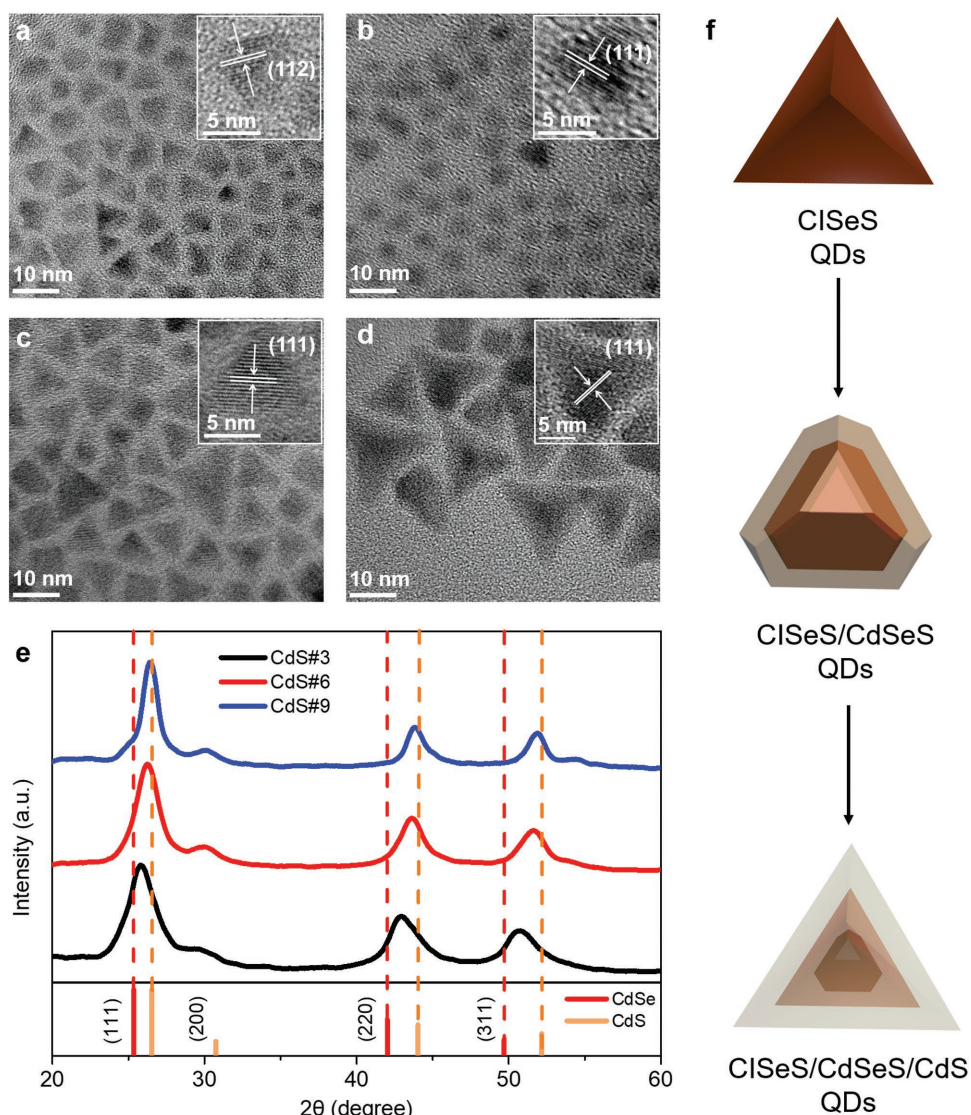 a
(112)
5 nm
10 nm
b
(111)
5 nm
10 nm
c
(111)
5 nm
10 nm
d
(111)
5 nm
10 nm
e
CdS#3
CdS#6
CdS#9
Intensity (a.u.)
(111)
(200)
(220)
(311)
CdSe
CdS
20
30
40
50
60
2θ (degree)
f
CISeS
QDs
CISeS/CdSeS
QDs
CISeS/CdSeS/CdS
QDs